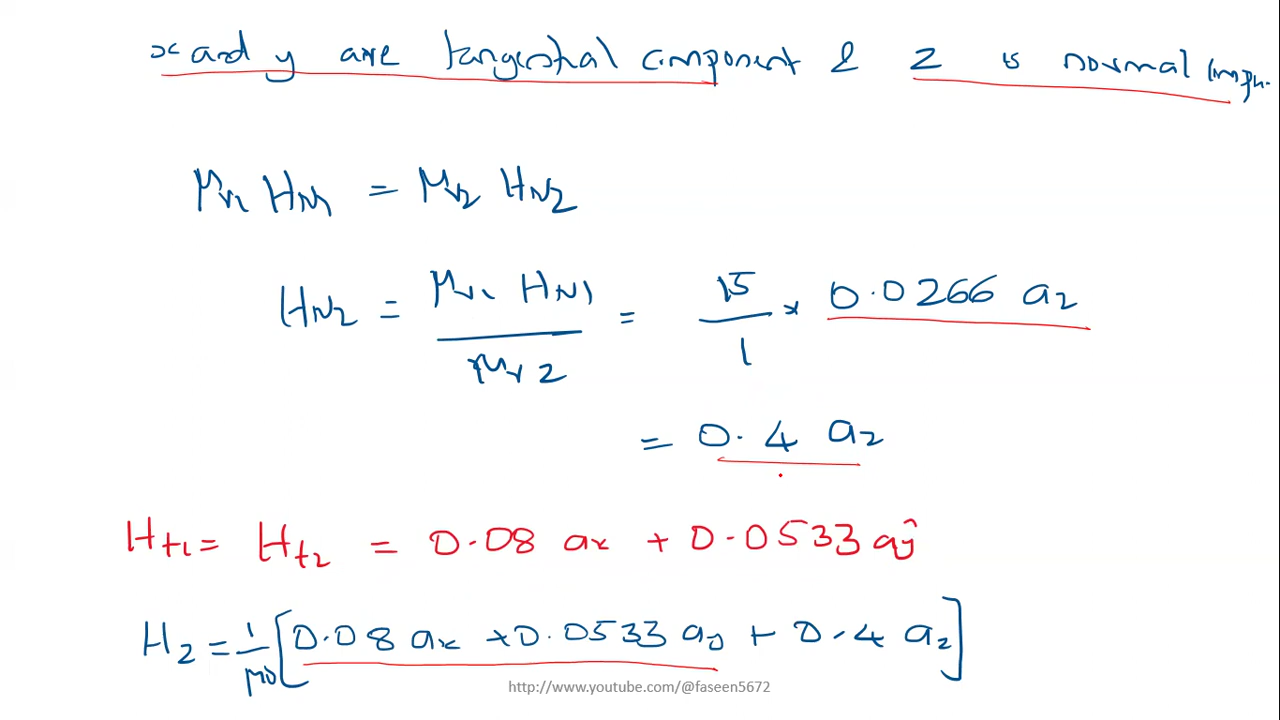 x and y are tangential component & z is normal comp.
μr1 HN1 = μr2 HN2
HN2 = μr1 HN1 / μr2 = 15 / 1 * 0.0266 az
= 0.4 az
Ht1 = Ht2 = 0.08 ax + 0.0533 ay
H2 = 1/μ0 [0.08 ax + 0.0533 ay + 0.4 az]
http://www.youtube.com/@faseen5672